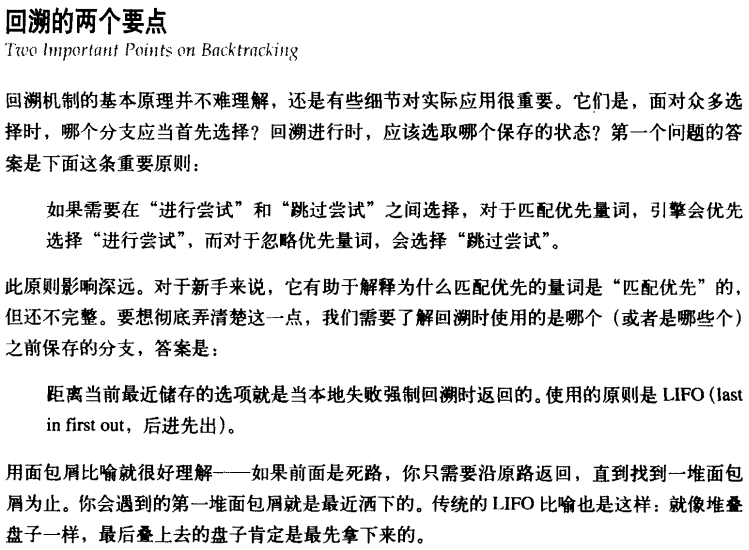 回溯的两个要点
Two Important Points on Backtracking
回溯机制的基本原理并不难理解，还是有些细节对实际应用很重要。它们是，面对众多选
择时，哪个分支应当首先选择？回溯进行时，应该选取哪个保存的状态？第一个问题的答
案是下面这条重要原则：
如果需要在“进行尝试”和“跳过尝试”之间选择，对于匹配优先量词，引擎会优先
选择“进行尝试”，而对于忽略优先量词，会选择“跳过尝试”。
此原则影响深远。对于新手来说，它有助于解释为什么匹配优先的量词是“匹配优先”的，
但还不完整。要想彻底弄清楚这一点，我们需要了解回溯时使用的是哪个（或者是哪些个）
之前保存的分支，答案是：
距离当前最近储存的选项就是当本地失败强制回溯时返回的。使用的原则是 LIFO（last
in first out，后进先出）。
用面包屑比喻就很好理解——如果前面是死路，你只需要沿原路返回，直到找到一堆面包
屑为止。你会遇到的第一堆面包屑就是最近洒下的。传统的 LIFO 比喻也是这样：就像堆叠
盘子一样，最后叠上去的盘子肯定是最先拿下来的。